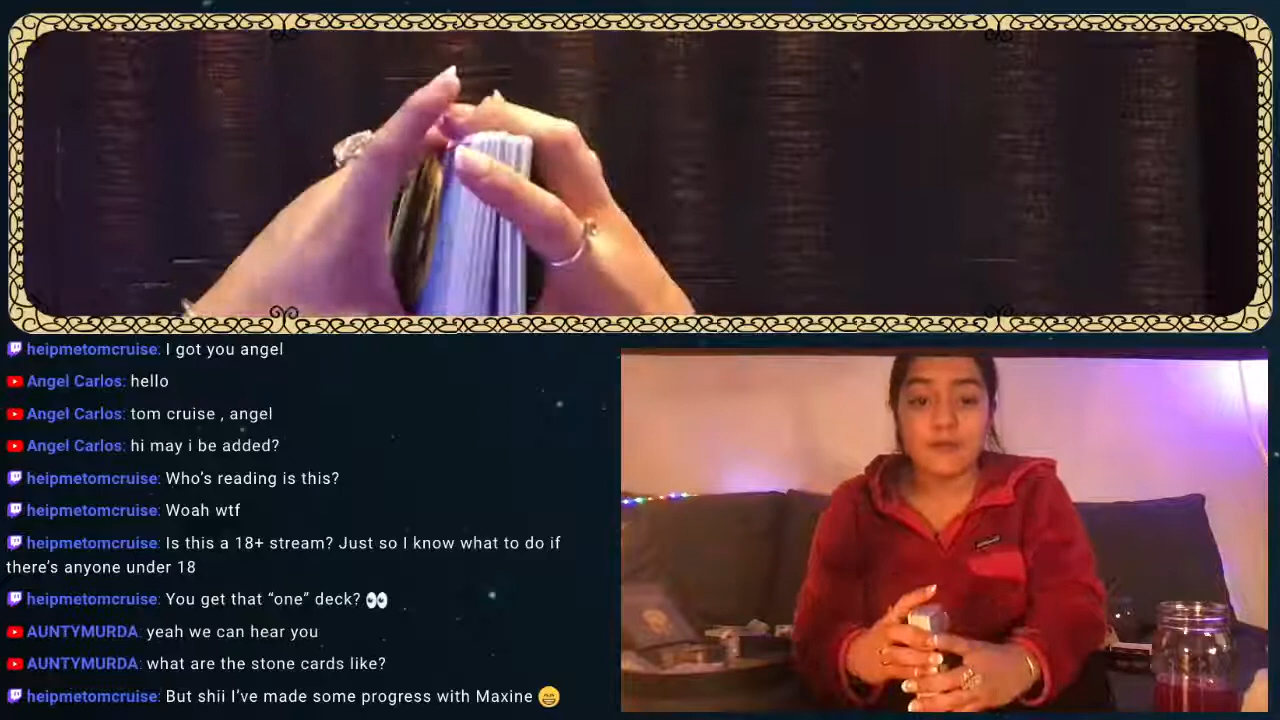 heipmetomcruise: I got you angel
Angel Carlos: hello
Angel Carlos: tom cruise , angel
Angel Carlos: hi may i be added?
heipmetomcruise: Who's reading is this?
heipmetomcruise: Woah wtf
heipmetomcruise: Is this a 18+ stream? Just so I know what to do if
there's anyone under 18
heipmetomcruise: You get that “one” deck? 👀
AUNTYMURDA: yeah we can hear you
AUNTYMURDA: what are the stone cards like?
heipmetomcruise: But shii I've made some progress with Maxine 😄